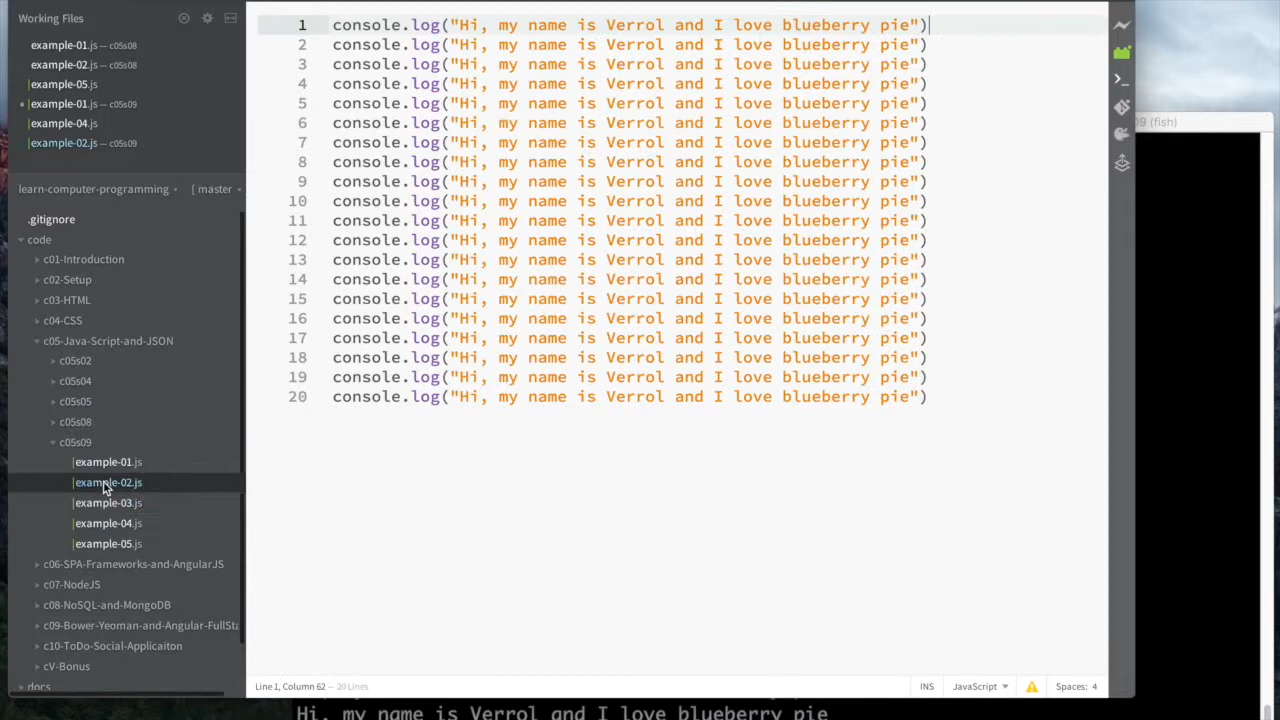 Working Files
example-01.js — c05s08
example-02.js — c05s08
example-05.js
example-01.js — c05s09
example-04.js
example-02.js — c05s09
learn-computer-programming
[ master
.gitignore
code
c01-Introduction
c02-Setup
c03-HTML
c04-CSS
c05-Java-Script-and-JSON
c05s02
c05s04
c05s05
c05s08
c05s09
example-01.js
example-02.js
example-03.js
example-04.js
example-05.js
c06-SPA-Frameworks-and-AngularJS
c07-NodeJS
c08-NoSQL-and-MongoDB
c09-Bower-Yeoman-and-Angular-FullSta
c10-ToDo-Social-Applicaiton
cV-Bonus
docs
1 console.log("Hi, my name is Verrol and I love blueberry pie")
2 console.log("Hi, my name is Verrol and I love blueberry pie")
3 console.log("Hi, my name is Verrol and I love blueberry pie")
4 console.log("Hi, my name is Verrol and I love blueberry pie")
5 console.log("Hi, my name is Verrol and I love blueberry pie")
6 console.log("Hi, my name is Verrol and I love blueberry pie")
7 console.log("Hi, my name is Verrol and I love blueberry pie")
8 console.log("Hi, my name is Verrol and I love blueberry pie")
9 console.log("Hi, my name is Verrol and I love blueberry pie")
10 console.log("Hi, my name is Verrol and I love blueberry pie")
11 console.log("Hi, my name is Verrol and I love blueberry pie")
12 console.log("Hi, my name is Verrol and I love blueberry pie")
13 console.log("Hi, my name is Verrol and I love blueberry pie")
14 console.log("Hi, my name is Verrol and I love blueberry pie")
15 console.log("Hi, my name is Verrol and I love blueberry pie")
16 console.log("Hi, my name is Verrol and I love blueberry pie")
17 console.log("Hi, my name is Verrol and I love blueberry pie")
18 console.log("Hi, my name is Verrol and I love blueberry pie")
19 console.log("Hi, my name is Verrol and I love blueberry pie")
20 console.log("Hi, my name is Verrol and I love blueberry pie")
Line 1, Column 62 — 20 Lines
INS JavaScript Spaces: 4
09 (fish)
Hi, my name is Verrol and I love blueberry pie